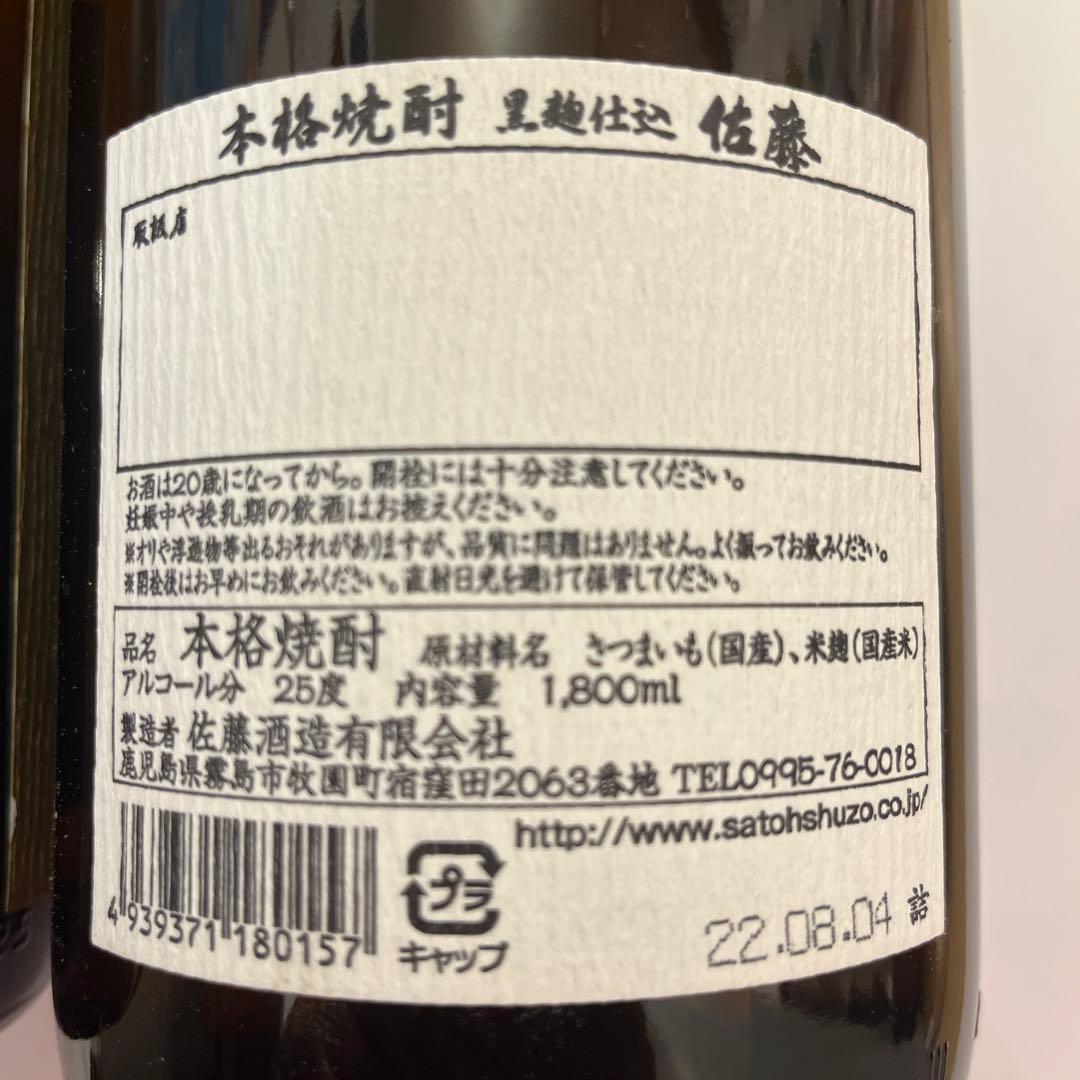 本格焼酎 黒麹仕込 佐藤
取扱店
お酒は20歳になってから。開栓には十分注意してください。
妊娠中や授乳期の飲酒はお控えください。
※オリや浮遊物等出るおそれがありますが、品質に問題はありません。よく振ってお飲みください。
※開栓後はお早めにお飲みください。直射日光を避けて保管してください。
品名 本格焼酎 原材料名 さつまいも(国産)、米麹(国産米)
アルコール分 25度 内容量 1,800ml
製造者 佐藤酒造有限会社
鹿児島県霧島市牧園町宿窪田2063番地 TEL0995-76-0018
http://www.satohshuzo.co.jp/
プラ
キャップ
4 939371 180157
22.08.04 詰